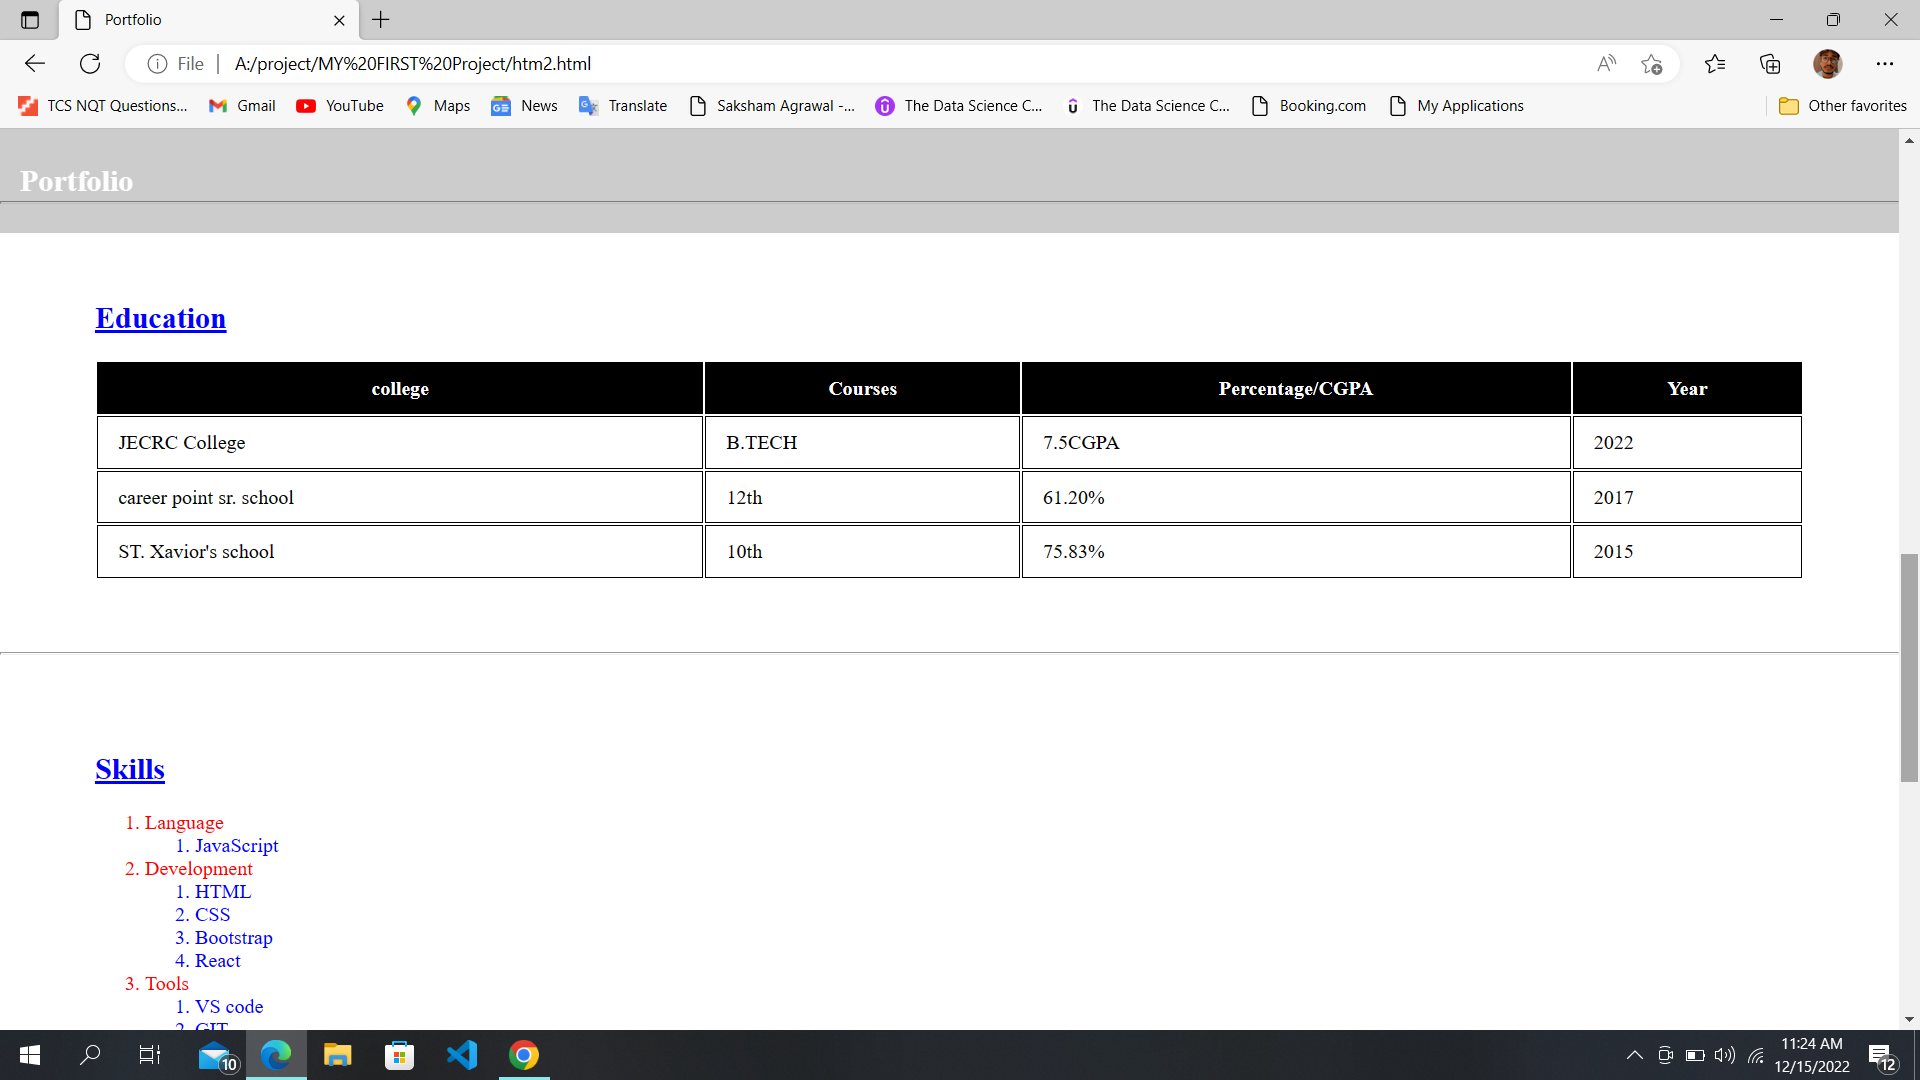 Portfolio
File A:/project/MY%20FIRST%20Project/htm2.html
TCS NQT Questions... Gmail YouTube Maps News Translate Saksham Agrawal -... The Data Science C... The Data Science C... Booking.com My Applications Other favorites
Portfolio
Education
college Courses Percentage/CGPA Year
JECRC College B.TECH 7.5CGPA 2022
career point sr. school 12th 61.20% 2017
ST. Xavior's school 10th 75.83% 2015
Skills
1. Language
1. JavaScript
2. Development
1. HTML
2. CSS
3. Bootstrap
4. React
3. Tools
1. VS code
2. GIT
10
11:24 AM
12/15/2022
12